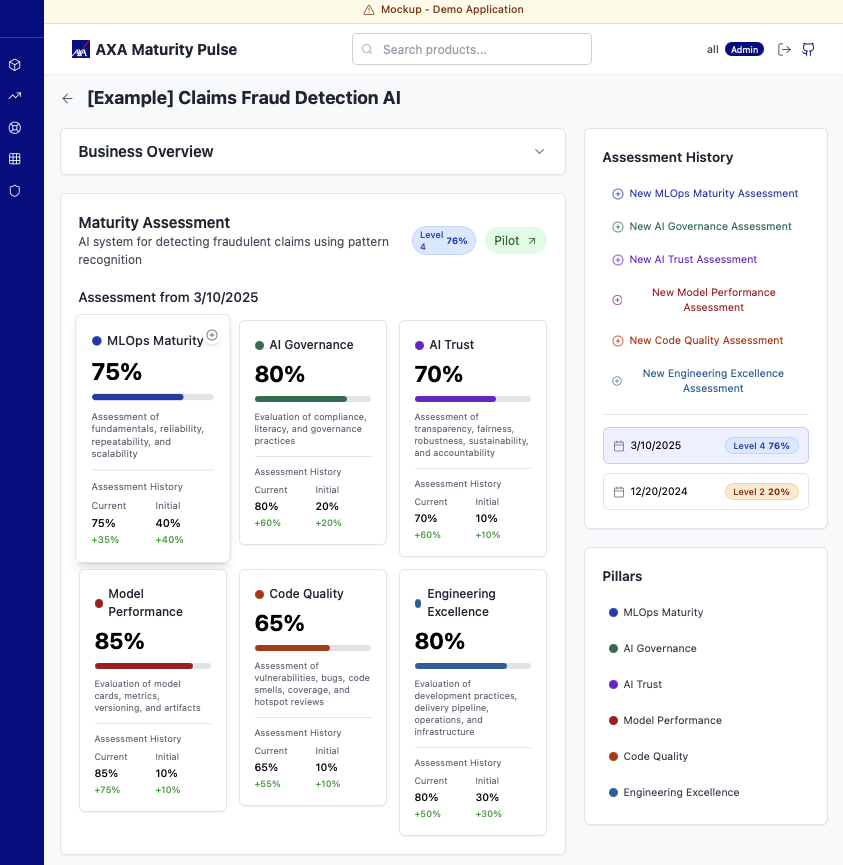 Mockup - Demo Application
AXA
AXA Maturity Pulse
Search products...
all
Admin
[Example] Claims Fraud Detection AI
Business Overview
Maturity Assessment
AI system for detecting fraudulent claims using pattern
recognition
Level
4
76%
Pilot
Assessment from 3/10/2025
MLOps Maturity
75%
Assessment of
fundamentals, reliability,
repeatability, and
scalability
Assessment History
Current
Initial
75%
40%
+35%
+40%
AI Governance
80%
Evaluation of compliance,
literacy, and governance
practices
Assessment History
Current
Initial
80%
20%
+60%
+20%
AI Trust
70%
Assessment of
transparency, fairness,
robustness, sustainability,
and accountability
Assessment History
Current
Initial
70%
10%
+60%
+10%
Model
Performance
85%
Evaluation of model
cards, metrics,
versioning, and artifacts
Assessment History
Current
Initial
85%
10%
+75%
+10%
Code Quality
65%
Assessment of
vulnerabilities, bugs, code
smells, coverage, and
hotspot reviews
Assessment History
Current
Initial
65%
10%
+55%
+10%
Engineering
Excellence
80%
Evaluation of
development practices,
delivery pipeline,
operations, and
infrastructure
Assessment History
Current
Initial
80%
30%
+50%
+30%
Assessment History
New MLOps Maturity Assessment
New AI Governance Assessment
New AI Trust Assessment
New Model Performance
Assessment
New Code Quality Assessment
New Engineering Excellence
Assessment
3/10/2025
Level 4 76%
12/20/2024
Level 2 20%
Pillars
MLOps Maturity
AI Governance
AI Trust
Model Performance
Code Quality
Engineering Excellence